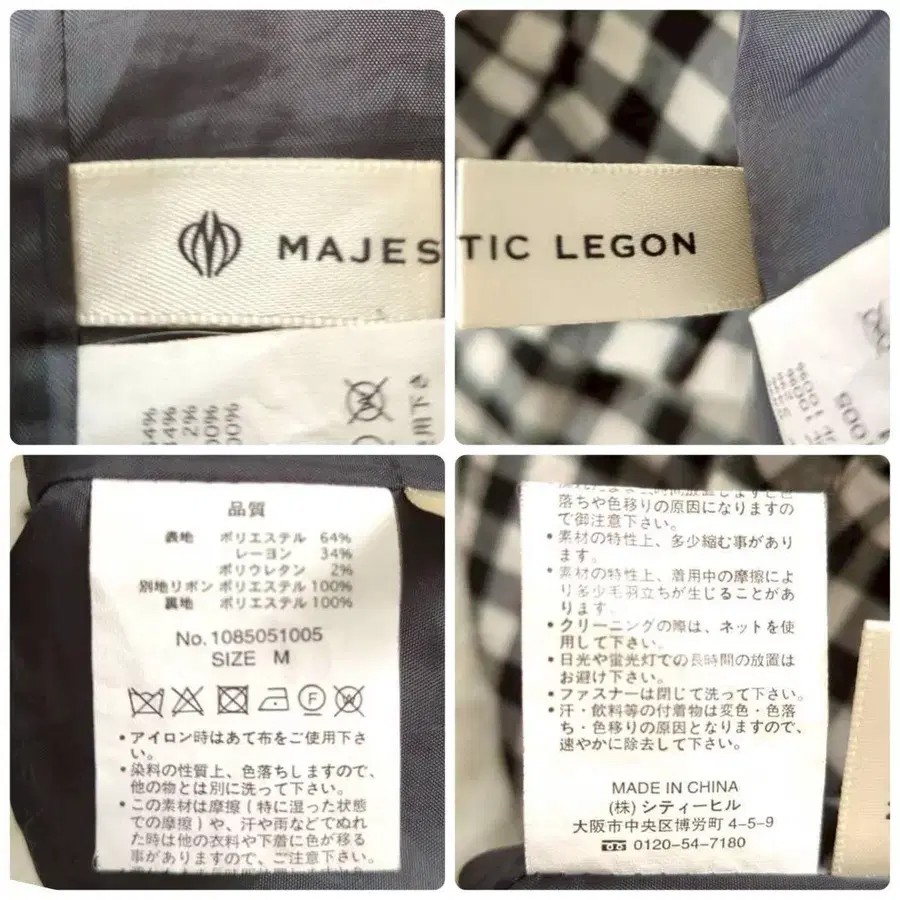 MAJES
64%
34%
2%
100%
100%
用下さ
TIC LEGON
品質
表地 ポリエステル 64%
レーヨン 34%
ポリウレタン 2%
別地リボン ポリエステル 100%
裏地 ポリエステル 100%
No. 1085051005
SIZE M
F
・アイロン時はあて布をご使用下さ
い。
・染料の性質上、色落ちしますので、
他の物とは別に洗って下さい。
・この素材は摩擦(特に湿った状態
での摩擦)や、汗や雨などでぬれ
た時は他の衣料や下着に色が移る
事がありますので、ご注意下さい。
落ちや色移りの原因になりますの
で御注意下さい。
・素材の特性上、多少縮む事があり
ます。
・素材の特性上、着用中の摩擦によ
り多少毛羽立ちが生じることがあ
ります。
・クリーニングの際は、ネットを使
用して下さい。
・日光や蛍光灯での長時間の放置は
お避け下さい。
・ファスナーは閉じて洗って下さい。
・汗・飲料等の付着物は変色・色落
ち・色移りの原因となりますので、
速やかに除去して下さい。
MADE IN CHINA
(株) シティーヒル
大阪市中央区博労町 4-5-9
0120-54-7180